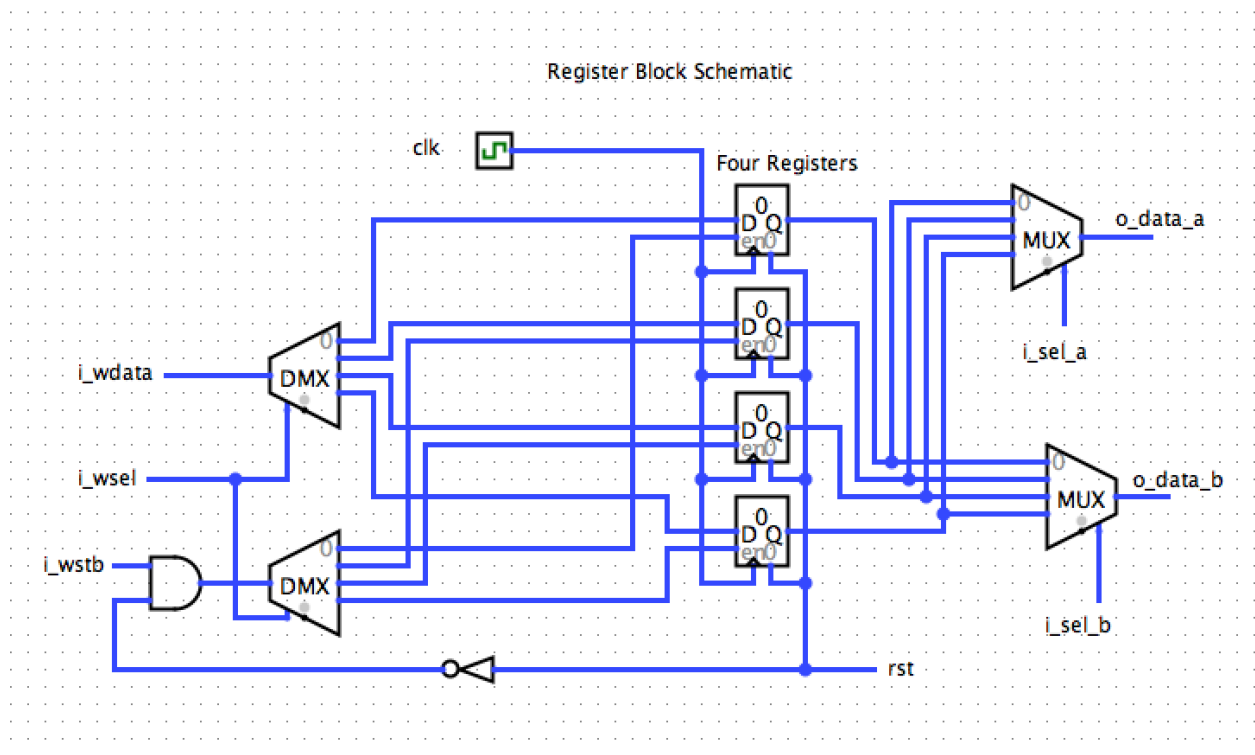 Register Block Schematic
clk
Four Registers
0
D Q
en0
0
D Q
en0
0
D Q
en0
0
D Q
en0
0
MUX
o_data_a
i_sel_a
0
DMX
i_wdata
i_wsel
0
MUX
o_data_b
i_sel_b
i_wstb
0
DMX
rst